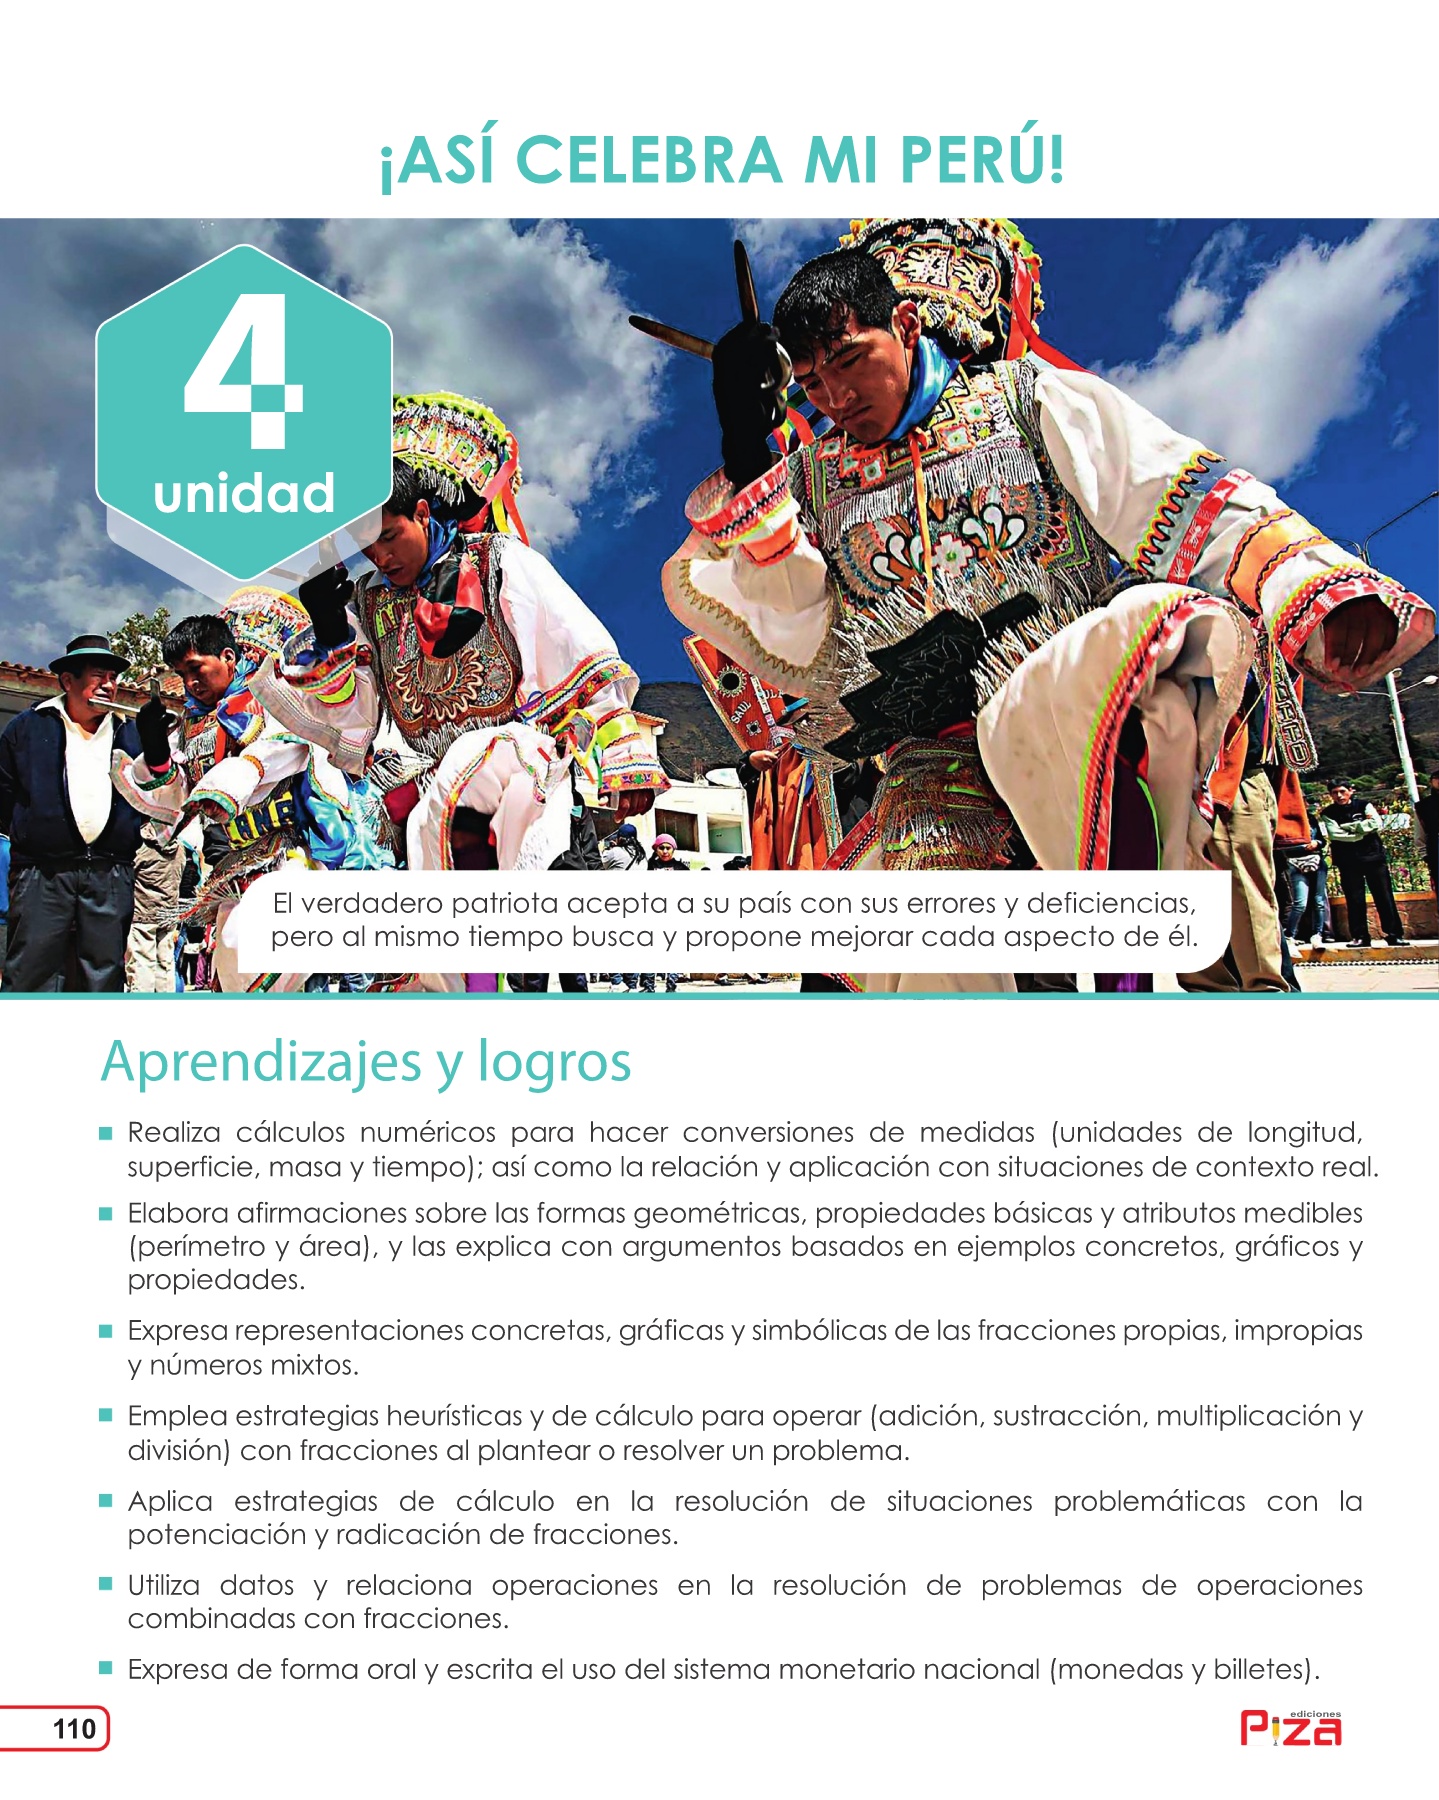 ¡ASÍ CELEBRA MI PERÚ!
4
unidad
SAUL
El verdadero patriota acepta a su país con sus errores y deficiencias,
pero al mismo tiempo busca y propone mejorar cada aspecto de él.
Aprendizajes y logros
Realiza cálculos numéricos para hacer conversiones de medidas (unidades de longitud,
superficie, masa y tiempo); así como la relación y aplicación con situaciones de contexto real.
Elabora afirmaciones sobre las formas geométricas, propiedades básicas y atributos medibles
(perímetro y área), y las explica con argumentos basados en ejemplos concretos, gráficos y
propiedades.
Expresa representaciones concretas, gráficas y simbólicas de las fracciones propias, impropias
y números mixtos.
Emplea estrategias heurísticas y de cálculo para operar (adición, sustracción, multiplicación y
división) con fracciones al plantear o resolver un problema.
Aplica estrategias de cálculo en la resolución de situaciones problemáticas con la
potenciación y radicación de fracciones.
Utiliza datos y relaciona operaciones en la resolución de problemas de operaciones
combinadas con fracciones.
Expresa de forma oral y escrita el uso del sistema monetario nacional (monedas y billetes).
110
ediciones
Piza